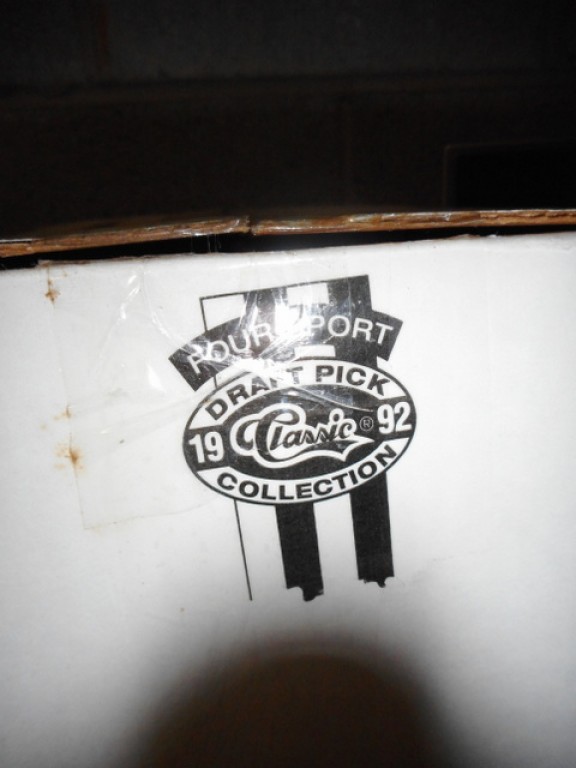 FOUR SPORT
DRAFT PICK
19 Classic® 92
COLLECTION